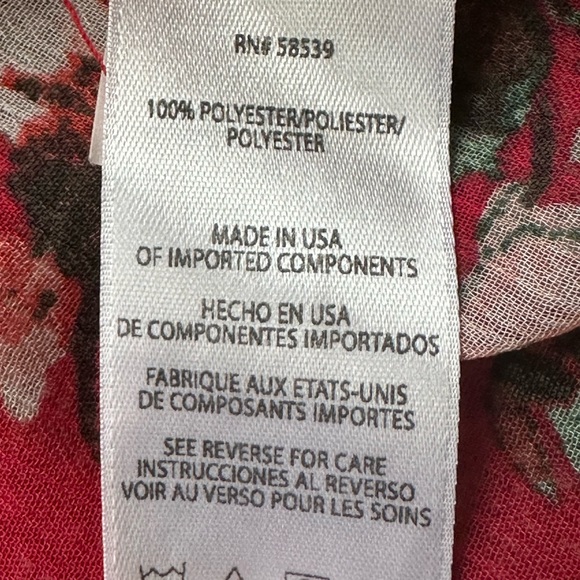 RN# 58539
100% POLYESTER/POLIESTER/
POLYESTER
MADE IN USA
OF IMPORTED COMPONENTS
HECHO EN USA
DE COMPONENTES IMPORTADOS
FABRIQUE AUX ETATS-UNIS
DE COMPOSANTS IMPORTES
SEE REVERSE FOR CARE
INSTRUCCIONES AL REVERSO
VOIR AU VERSO POUR LES SOINS